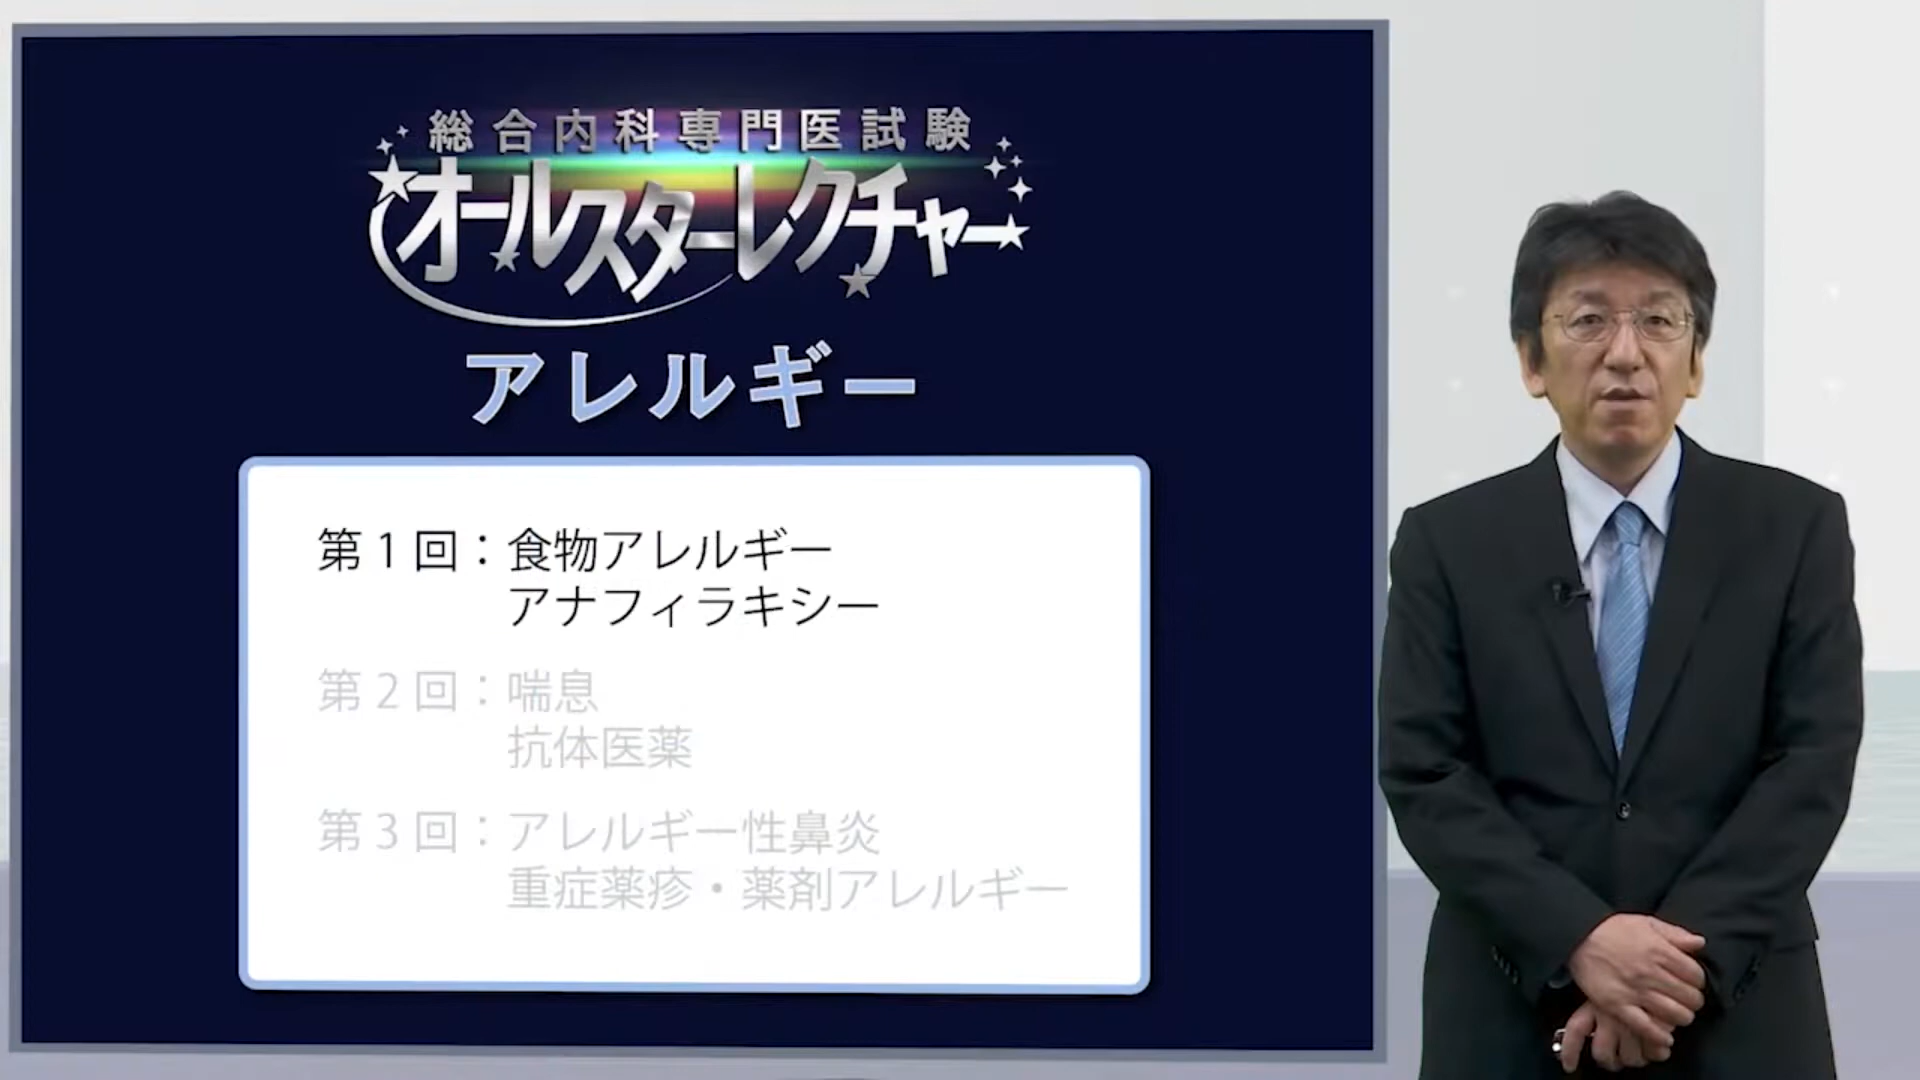 総合内科専門医試験
オールスターレクチャー
アレルギー
第1回：食物アレルギー
アナフィラキシー
第2回：喘息
抗体医薬
第3回：アレルギー性鼻炎
重症薬疹・薬剤アレルギー